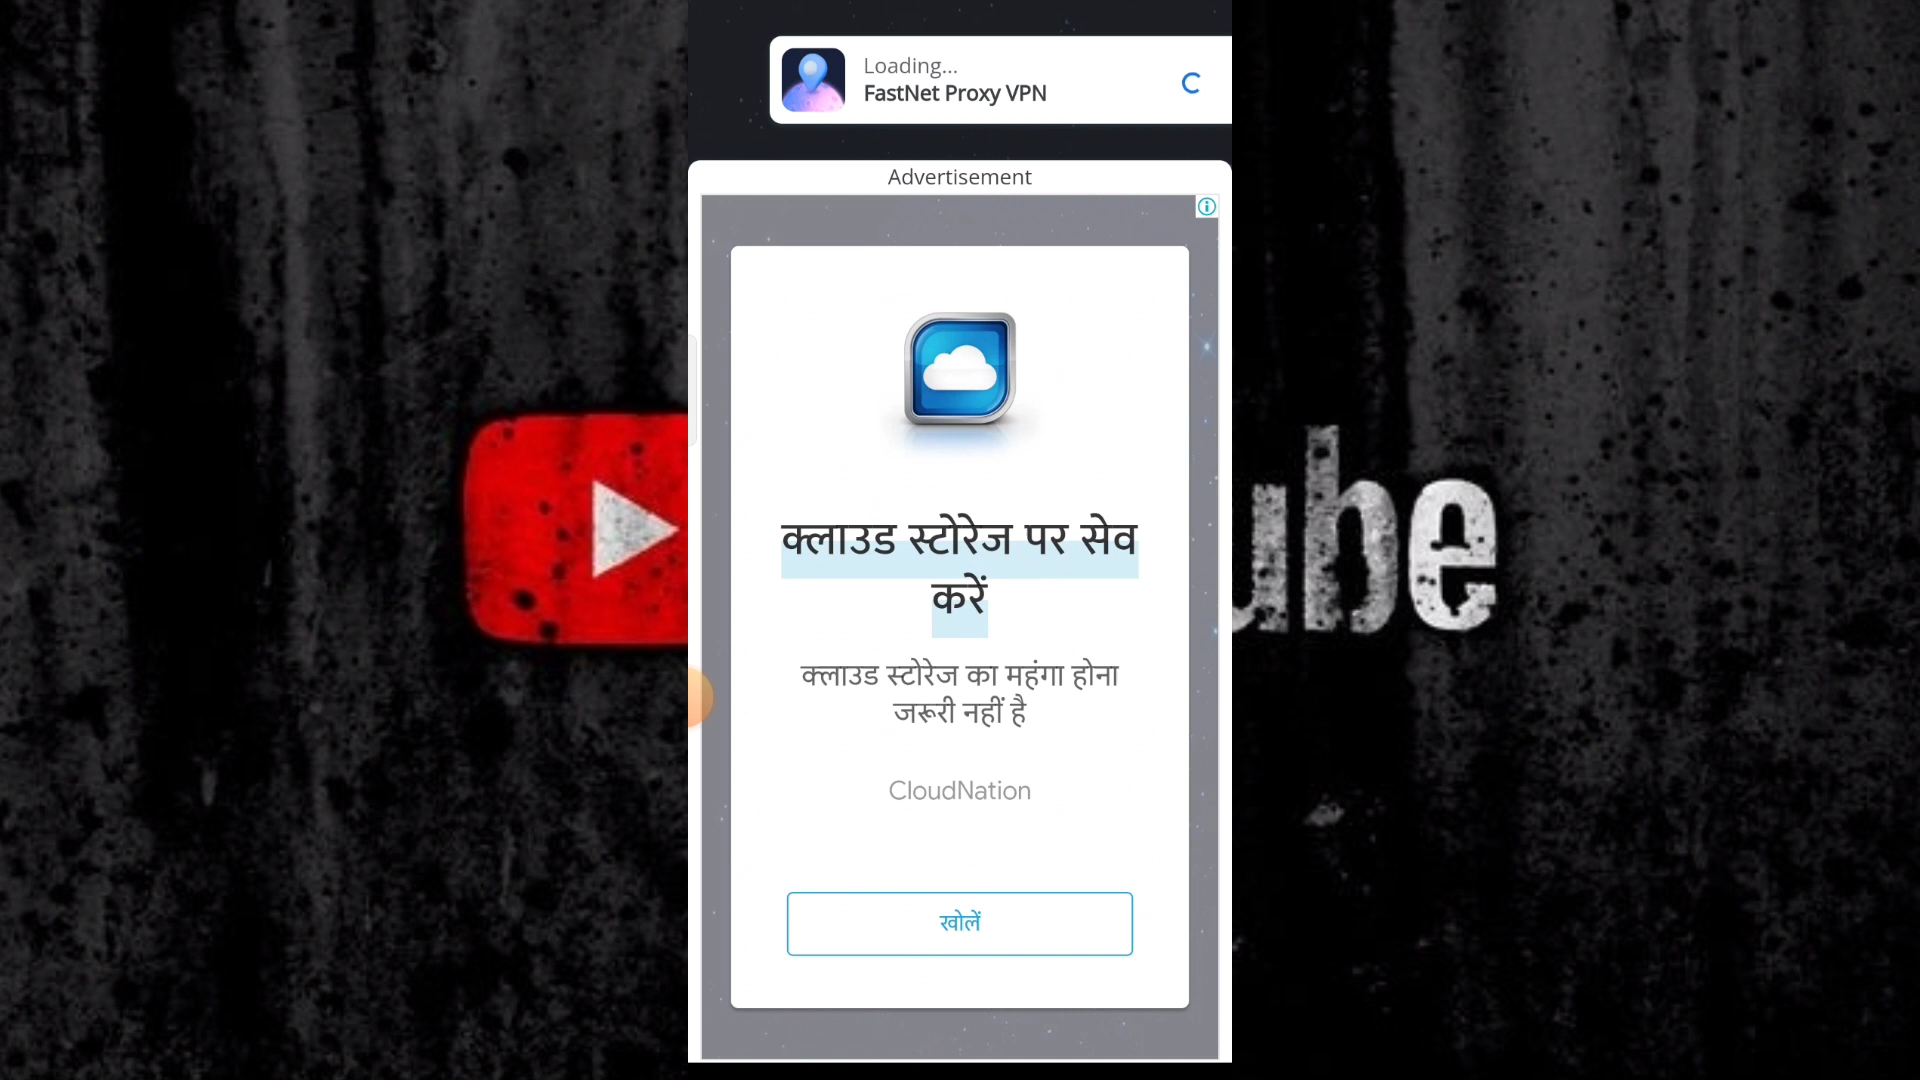 Loading...
FastNet Proxy VPN
Advertisement
क्लाउड स्टोरेज पर सेव
करें
क्लाउड स्टोरेज का महंगा होना
जरूरी नहीं है
CloudNation
खोलें
ube